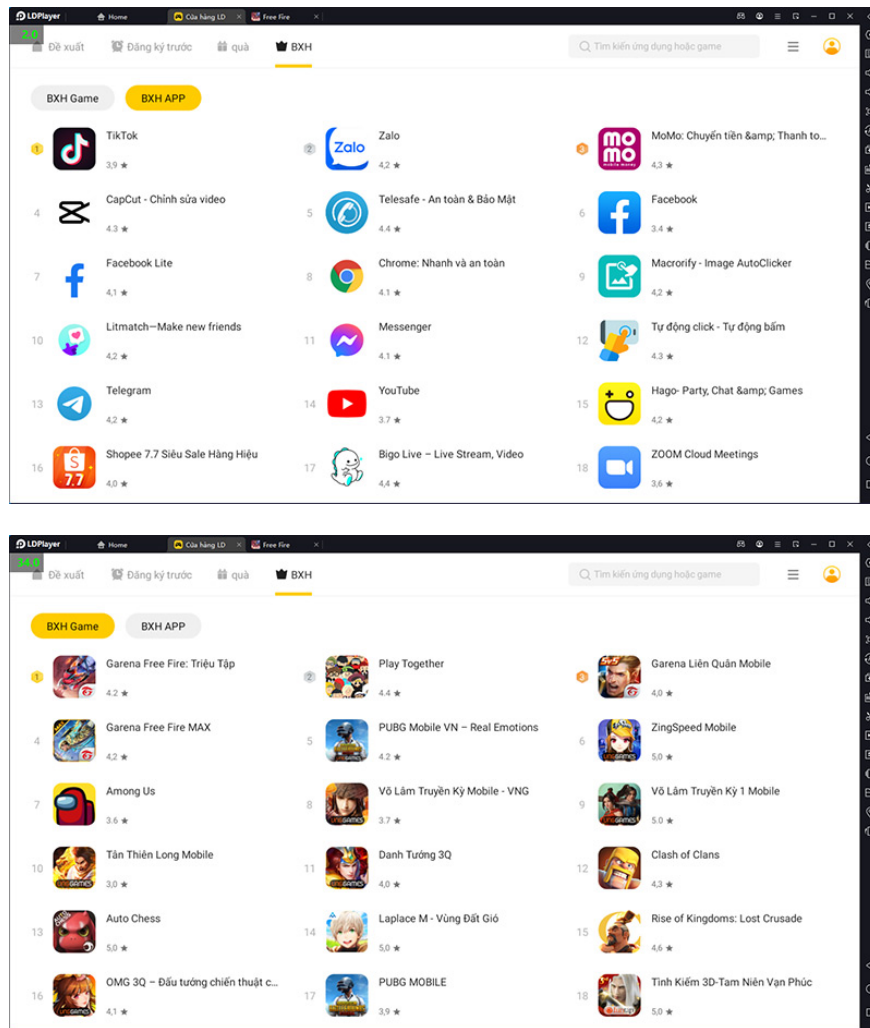 LDPlayer Home Cửa hàng LD × Free Fire ×
2.0
Đề xuất Đăng ký trước quà BXH Tìm kiếm ứng dụng hoặc game
BXH Game BXH APP
1 TikTok 3,9 ★
2 Zalo Zalo 4,2 ★
3 mo mo MoMo: Chuyển tiền &amp; Thanh to... 4,3 ★
4 CapCut - Chỉnh sửa video 4.3 ★
5 Telesafe - An toàn & Bảo Mật 4.4 ★
6 Facebook 3.4 ★
7 Facebook Lite 4,1 ★
8 Chrome: Nhanh và an toàn 4.1 ★
9 Macrorify - Image AutoClicker 4,2 ★
10 Litmatch—Make new friends 4,2 ★
11 Messenger 4.1 ★
12 Tự động click - Tự động bấm 4.3 ★
13 Telegram 4,2 ★
14 YouTube 3.7 ★
15 Hago- Party, Chat &amp; Games 4,2 ★
16 S 7.7 Shopee 7.7 Siêu Sale Hàng Hiệu 4,0 ★
17 Bigo Live – Live Stream, Video 4,4 ★
18 ZOOM Cloud Meetings 3,6 ★
LDPlayer Home Cửa hàng LD × Free Fire ×
34.0
Đề xuất Đăng ký trước quà BXH Tìm kiếm ứng dụng hoặc game
BXH Game BXH APP
1 Garena Free Fire: Triệu Tập 4.2 ★
2 Play Together 4.4 ★
3 5v5 Garena Liên Quân Mobile 4,0 ★
4 Garena Free Fire MAX 4,2 ★
5 PUBG Mobile VN – Real Emotions 4.2 ★
6 ZingSpeed Mobile 5,0 ★
7 Among Us 3.6 ★
8 Võ Lâm Truyền Kỳ Mobile - VNG 3.7 ★
9 Võ Lâm Truyền Kỳ 1 Mobile 5.0 ★
10 Tân Thiên Long Mobile 3,0 ★
11 Danh Tướng 3Q 4,0 ★
12 Clash of Clans 4,3 ★
13 Auto Chess 5,0 ★
14 Laplace M - Vùng Đất Gió 5,0 ★
15 Rise of Kingdoms: Lost Crusade 4,6 ★
16 OMG 3Q – Đấu tướng chiến thuật c... 4,1 ★
17 PUBG MOBILE 3,9 ★
18 Tình Kiếm 3D-Tam Niên Vạn Phúc 5,0 ★